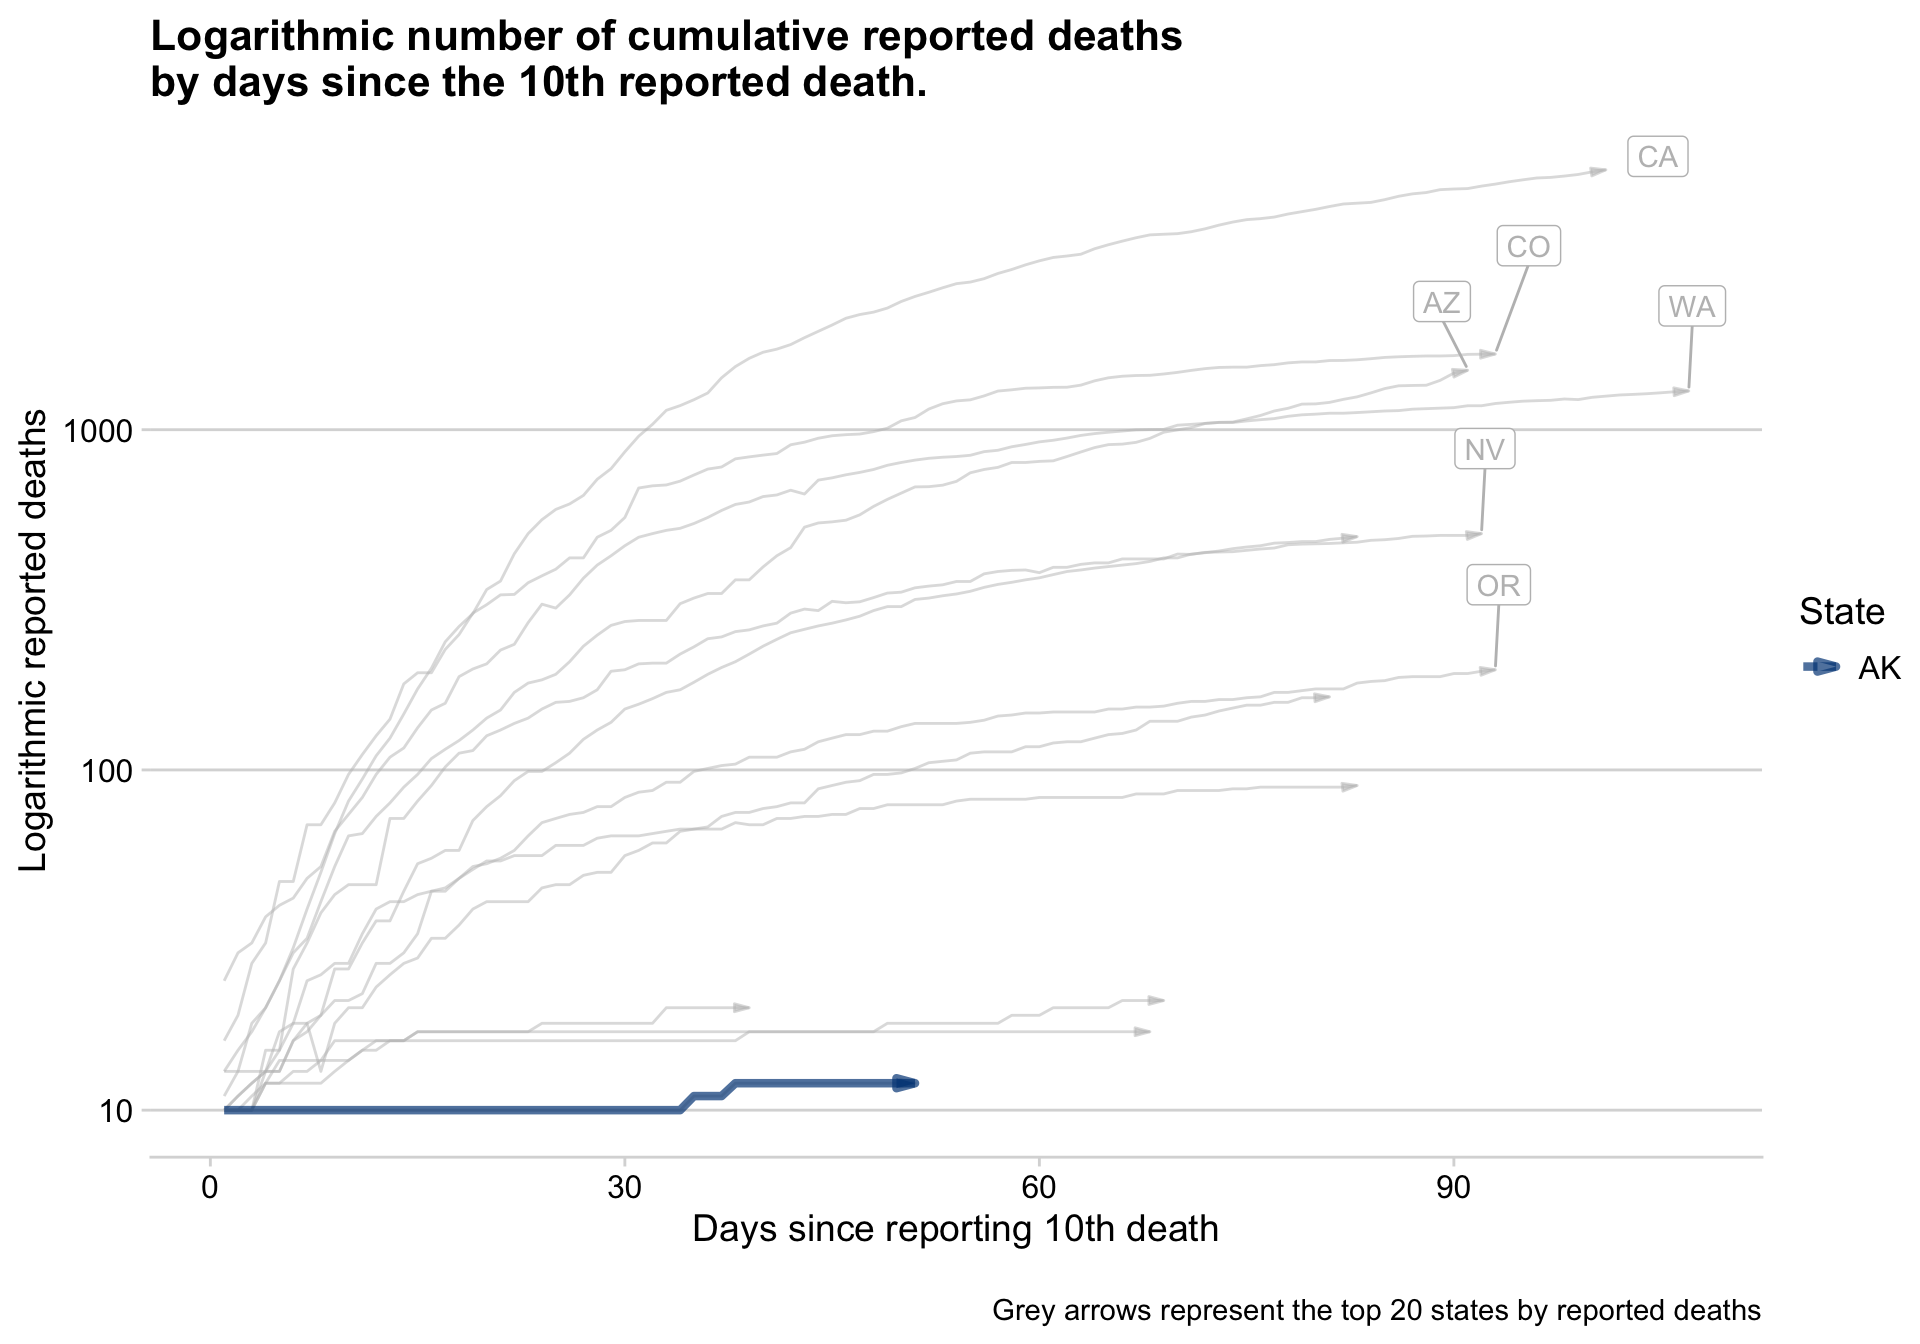 Logarithmic number of cumulative reported deaths
by days since the 10th reported death.
CA
CO
AZ
WA
1000
NV
OR
100
10
Logarithmic reported deaths
State
AK
0
30
60
90
Days since reporting 10th death
Grey arrows represent the top 20 states by reported deaths